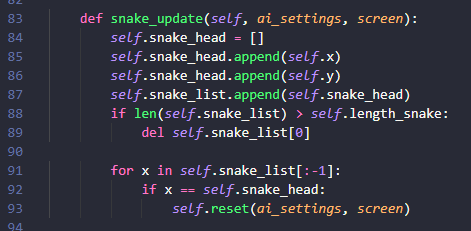 82
83 def snake_update(self, ai_settings, screen):
84 self.snake_head = []
85 self.snake_head.append(self.x)
86 self.snake_head.append(self.y)
87 self.snake_list.append(self.snake_head)
88 if len(self.snake_list) > self.length_snake:
89 del self.snake_list[0]
90
91 for x in self.snake_list[:-1]:
92 if x == self.snake_head:
93 self.reset(ai_settings, screen)
94